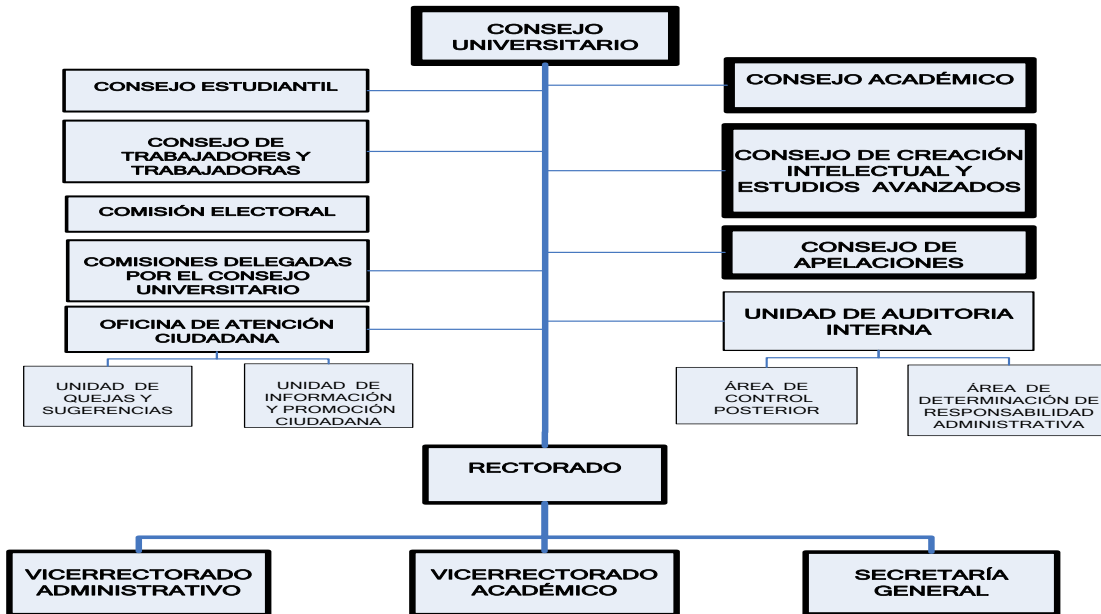 CONSEJO
UNIVERSITARIO
CONSEJO ESTUDIANTIL
CONSEJO DE
TRABAJADORES Y
TRABAJADORAS
COMISIÓN ELECTORAL
COMISIONES DELEGADAS
POR EL CONSEJO
UNIVERSITARIO
OFICINA DE ATENCIÓN
CIUDADANA
UNIDAD DE
QUEJAS Y
SUGERENCIAS
UNIDAD DE
INFORMACIÓN
Y PROMOCIÓN
CIUDADANA
CONSEJO ACADÉMICO
CONSEJO DE CREACIÓN
INTELECTUAL Y
ESTUDIOS AVANZADOS
CONSEJO DE
APELACIONES
UNIDAD DE AUDITORIA
INTERNA
ÁREA DE
CONTROL
POSTERIOR
ÁREA DE
DETERMINACIÓN DE
RESPONSABILIDAD
ADMINISTRATIVA
RECTORADO
VICERRECTORADO
ADMINISTRATIVO
VICERRECTORADO
ACADÉMICO
SECRETARÍA
GENERAL